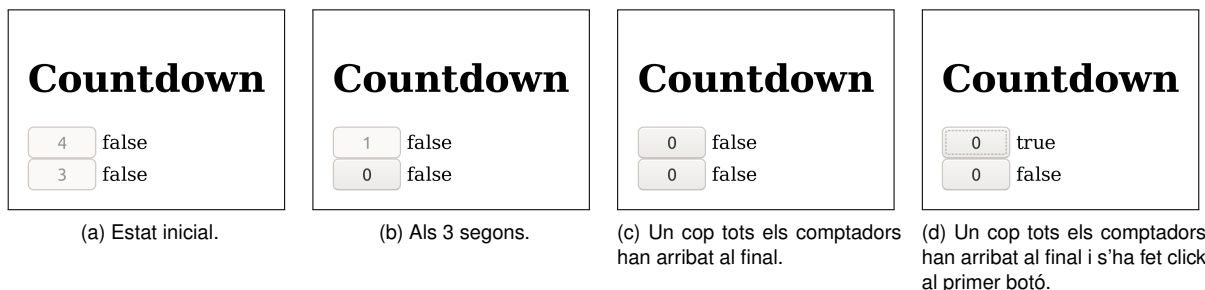 Countdown
4 false
3 false
(a) Estat inicial.
Countdown
1 false
0 false
(b) Als 3 segons.
Countdown
0 false
0 false
(c) Un cop tots els comptadors
han arribat al final.
Countdown
0 true
0 false
(d) Un cop tots els comptadors
han arribat al final i s'ha fet click
al primer botó.